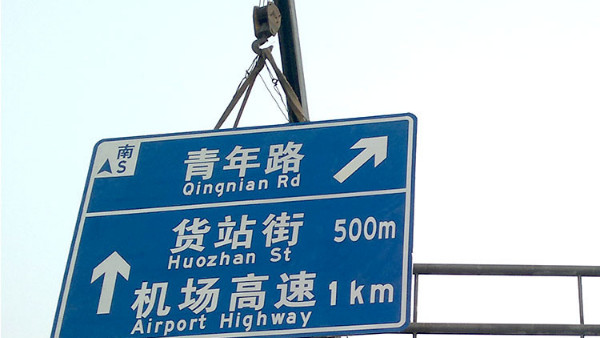 南
S
青年路
Qingnian Rd
货站街 500m
Huozhan St
机场高速 1km
Airport Highway